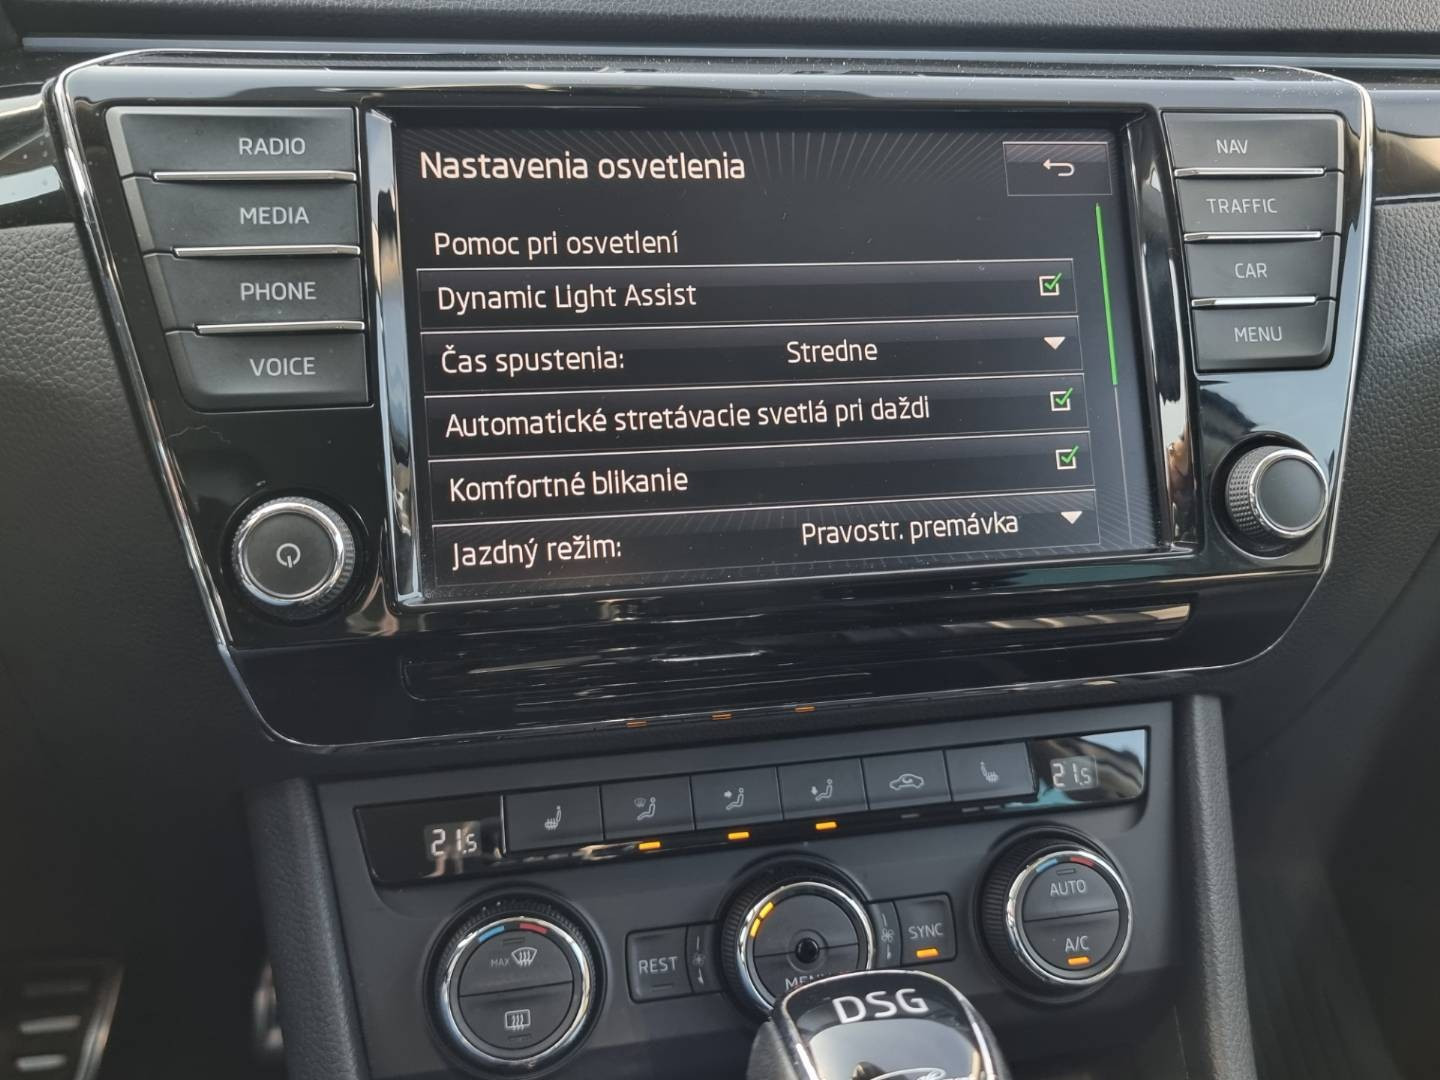 RADIO
MEDIA
PHONE
VOICE
Nastavenia osvetlenia
Pomoc pri osvetlení
Dynamic Light Assist
Čas spustenia: Stredne
Automatické stretávacie svetlá pri daždi
Komfortné blikanie
Jazdný režim: Pravostr. premávka
NAV
TRAFFIC
CAR
MENU
21.5
21.5
MAX
REST
MENU
SYNC
AUTO
A/C
DSG